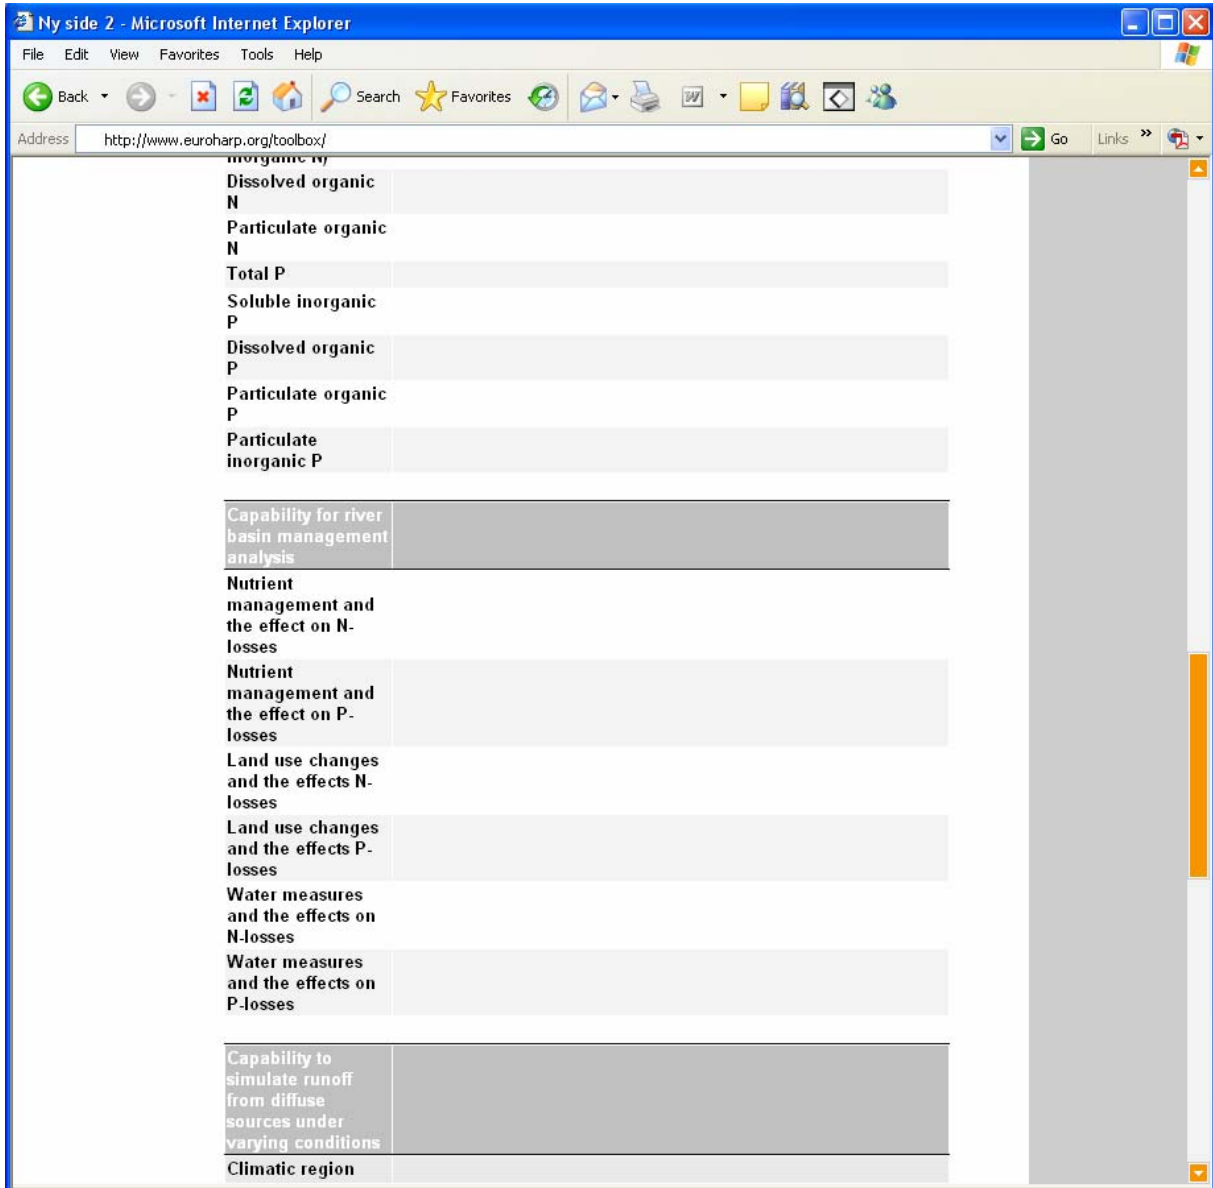 Ny side 2 - Microsoft Internet Explorer
File Edit View Favorites Tools Help
Back Search Favorites
Address http://www.euroharp.org/toolbox/ Go Links »
inorganic N)
Dissolved organic
N
Particulate organic
N
Total P
Soluble inorganic
P
Dissolved organic
P
Particulate organic
P
Particulate
inorganic P
Capability for river
basin management
analysis
Nutrient
management and
the effect on N-
losses
Nutrient
management and
the effect on P-
losses
Land use changes
and the effects N-
losses
Land use changes
and the effects P-
losses
Water measures
and the effects on
N-losses
Water measures
and the effects on
P-losses
Capability to
simulate runoff
from diffuse
sources under
varying conditions
Climatic region